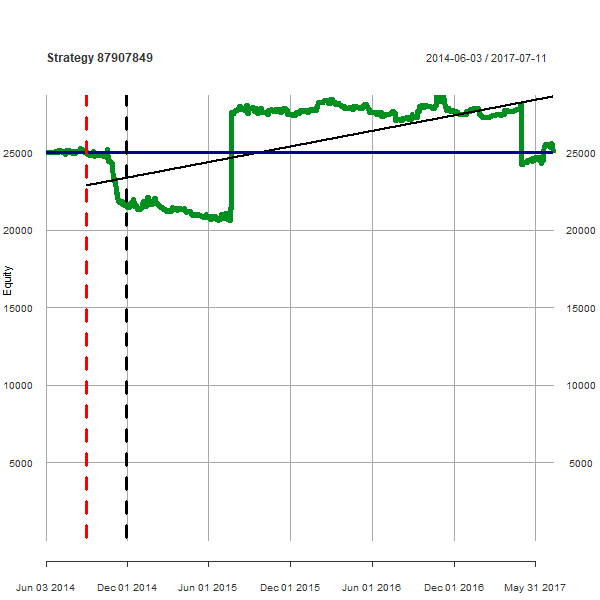 Strategy 87907849
2014-06-03 / 2017-07-11
Equity
25000
20000
15000
10000
5000
25000
20000
15000
10000
5000
Jun 03 2014
Dec 01 2014
Jun 01 2015
Dec 01 2015
Jun 01 2016
Dec 01 2016
May 31 2017